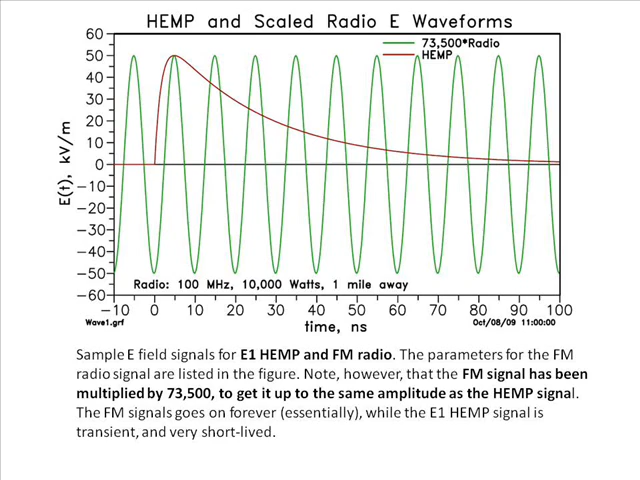 HEMP and Scaled Radio E Waveforms
60
50
40
30
20
10
0
−10
−20
−30
−40
−50
−60
E(t), kV/m
73,500*Radio
HEMP
Radio: 100 MHz, 10,000 Watts, 1 mile away
−10 0 10 20 30 40 50 60 70 80 90 100
Wave1.grf
time, ns
Oct/08/09 11:00:00
Sample E field signals for E1 HEMP and FM radio. The parameters for the FM
radio signal are listed in the figure. Note, however, that the FM signal has been
multiplied by 73,500, to get it up to the same amplitude as the HEMP signal.
The FM signals goes on forever (essentially), while the E1 HEMP signal is
transient, and very short-lived.